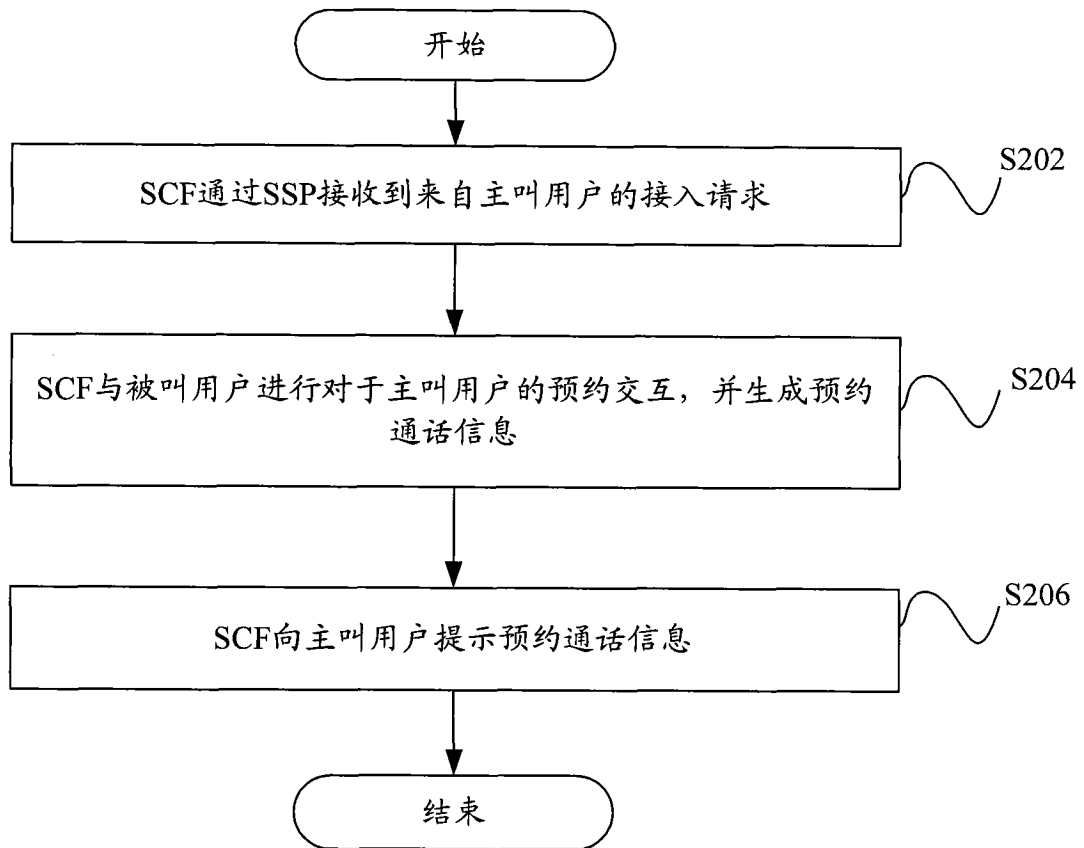 开始
SCF通过SSP接收到来自主叫用户的接入请求
S202
SCF与被叫用户进行对于主叫用户的预约交互，并生成预约
通话信息
S204
SCF向主叫用户提示预约通话信息
S206
结束